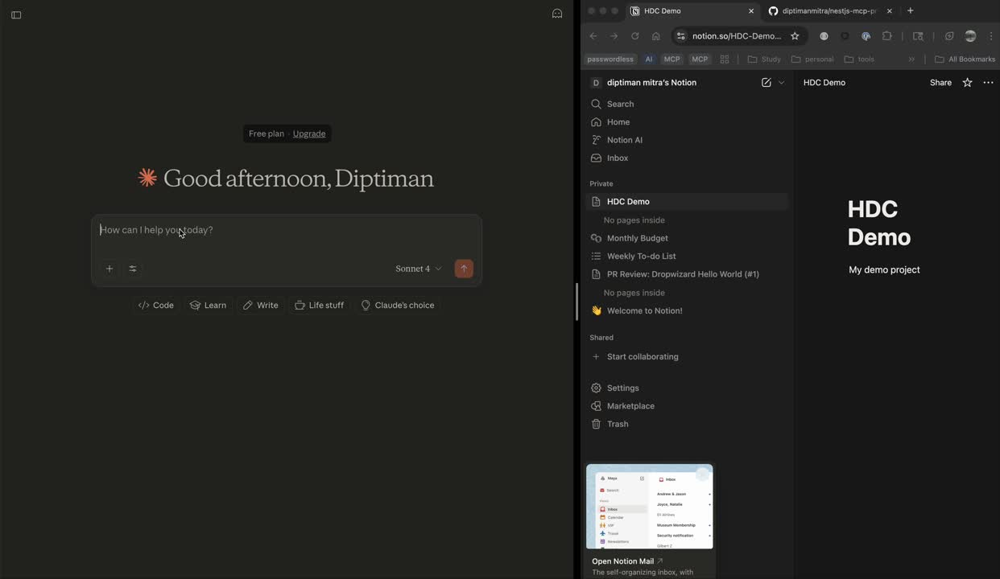 Free plan · Upgrade
Good afternoon, Diptiman
How can I help you today?
Sonnet 4
Code
Learn
Write
Life stuff
Claude's choice
HDC Demo
diptimanmitra/nestjs-mcp-pr
notion.so/HDC-Demo...
passwordless
AI
MCP
MCP
Study
personal
tools
All Bookmarks
D diptiman mitra's Notion
Search
Home
Notion AI
Inbox
Private
HDC Demo
No pages inside
Monthly Budget
Weekly To-do List
PR Review: Dropwizard Hello World (#1)
No pages inside
Welcome to Notion!
Shared
Start collaborating
Settings
Marketplace
Trash
Maya
Search
Inbox
Calendar
VIP
Travel
Newsletters
Inbox
Andrew & Jason
Joyce, Natalie
EV Airlines
Museum Membership
Security notification
Gilbert Z
Open Notion Mail
The self-organizing inbox, with
HDC Demo
Share
HDC
Demo
My demo project